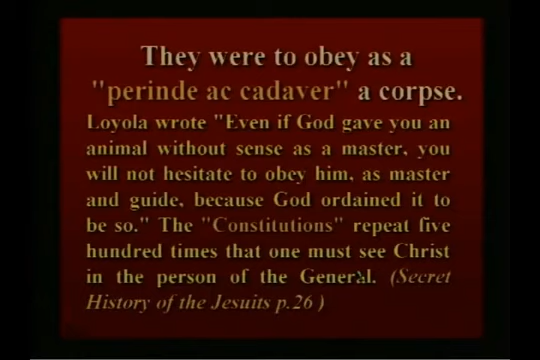 They were to obey as a
"perinde ac cadaver" a corpse.
Loyola wrote "Even if God gave you an
animal without sense as a master, you
will not hesitate to obey him, as master
and guide, because God ordained it to
be so." The "Constitutions" repeat five
hundred times that one must see Christ
in the person of the General. (Secret
History of the Jesuits p.26 )